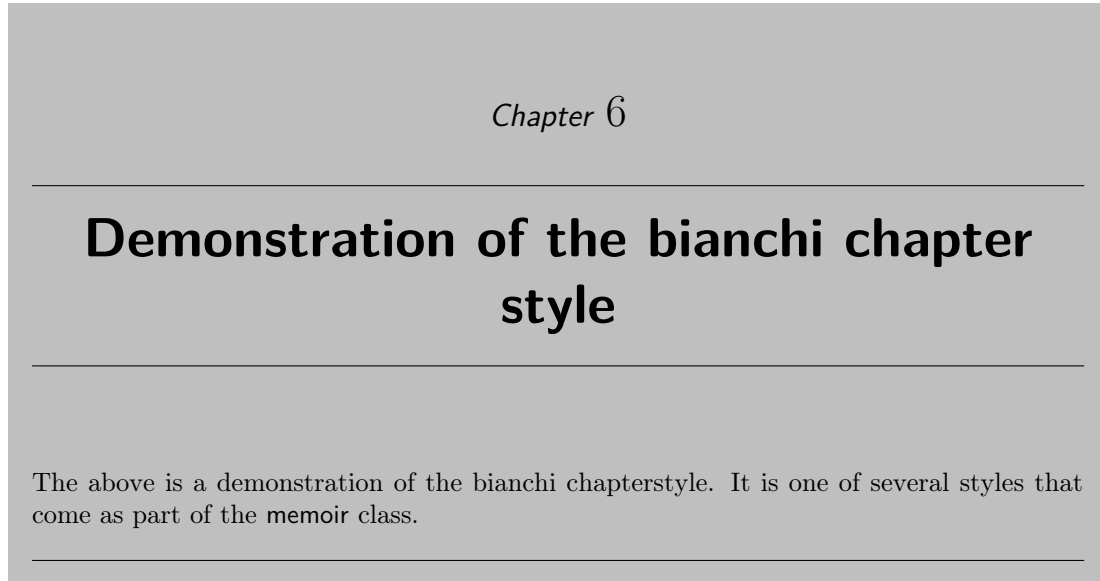 Chapter 6
Demonstration of the bianchi chapter
style
The above is a demonstration of the bianchi chapterstyle. It is one of several styles that
come as part of the memoir class.